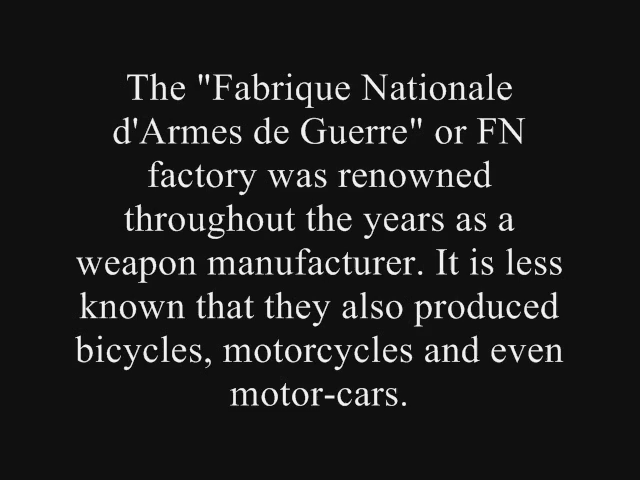 The "Fabrique Nationale
d'Armes de Guerre" or FN
factory was renowned
throughout the years as a
weapon manufacturer. It is less
known that they also produced
bicycles, motorcycles and even
motor-cars.